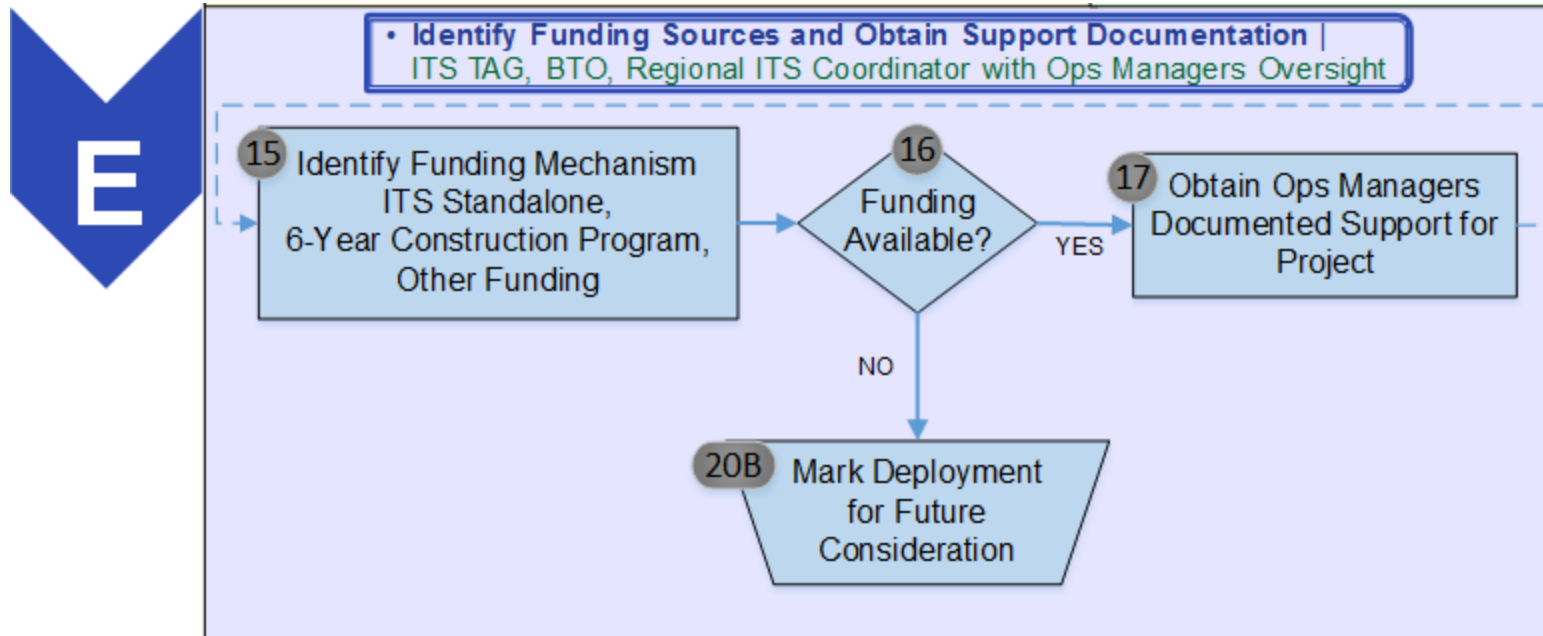 E
• Identify Funding Sources and Obtain Support Documentation |
ITS TAG, BTO, Regional ITS Coordinator with Ops Managers Oversight
15
Identify Funding Mechanism
ITS Standalone,
6-Year Construction Program,
Other Funding
16
Funding
Available?
YES
17
Obtain Ops Managers
Documented Support for
Project
NO
20B
Mark Deployment
for Future
Consideration